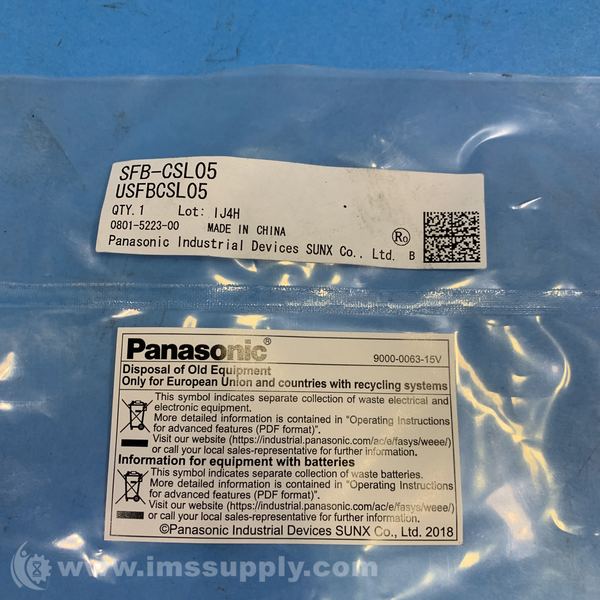 SFB-CSL05
USFBCSL05
QTY.1 Lot: IJ4H
0801-5223-00 MADE IN CHINA
Panasonic Industrial Devices SUNX Co., Ltd. B
Ro
Panasonic®
9000-0063-15V
Disposal of Old Equipment
Only for European Union and countries with recycling systems
This symbol indicates separate collection of waste electrical and
electronic equipment.
More detailed information is contained in "Operating Instructions
for advanced features (PDF format)".
Visit our website (https://industrial.panasonic.com/ac/e/fasys/weee/)
or call your local sales-representative for details.
Information for equipment with batteries
This symbol indicates separate collection of waste batteries.
More detailed information is contained in "Operating Instructions
for advanced features (PDF format)".
Visit our website (https://industrial.panasonic.com/ac/e/fasys/weee/)
or call your local sales-representative for details.
©Panasonic Industrial Devices SUNX Co., Ltd. 2018
www.imssupply.com/